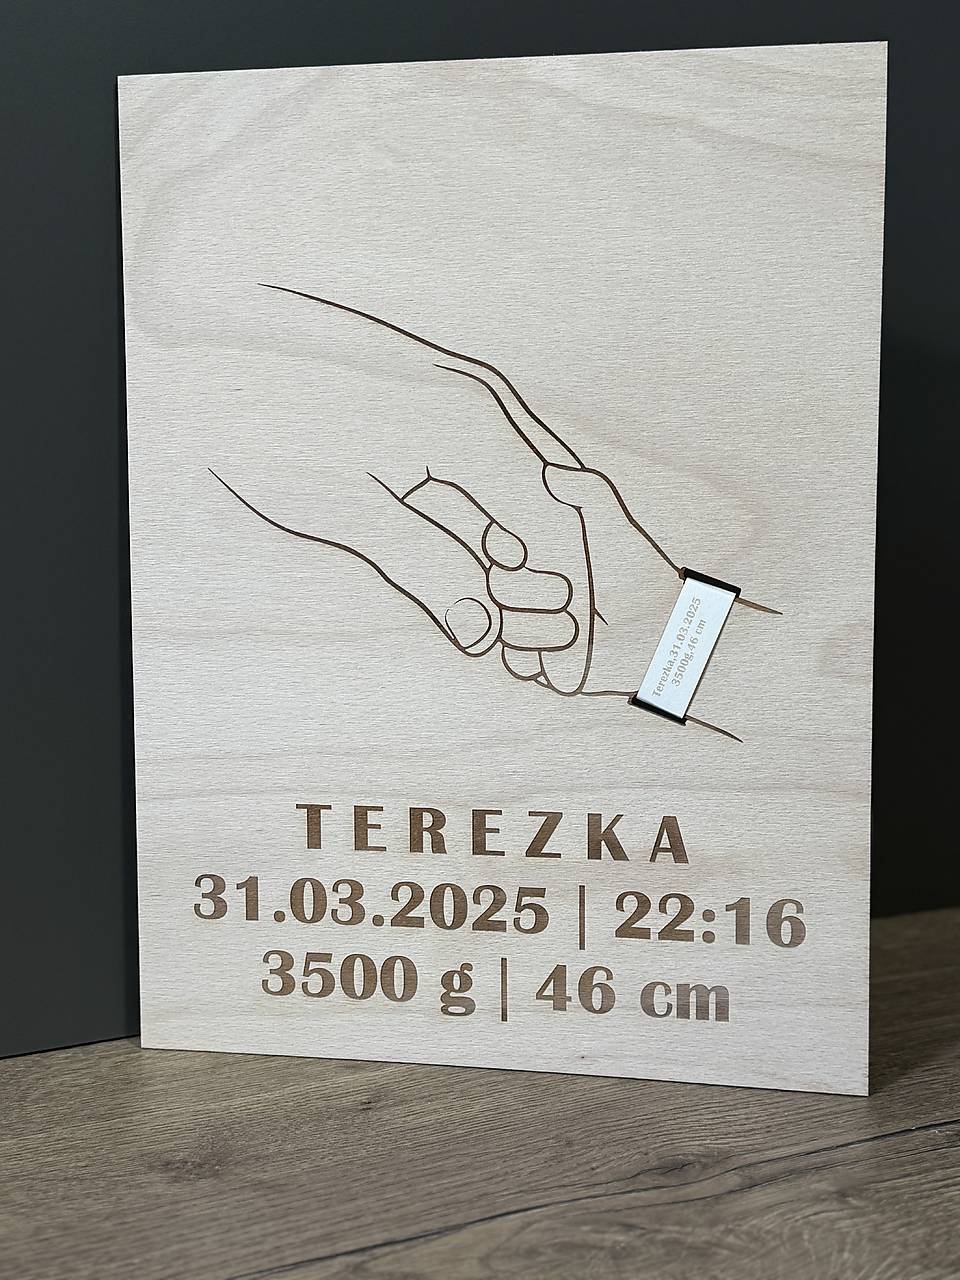 Terezka,31.03.2025
3500g,46 cm
TEREZKA
31.03.2025 | 22:16
3500 g | 46 cm